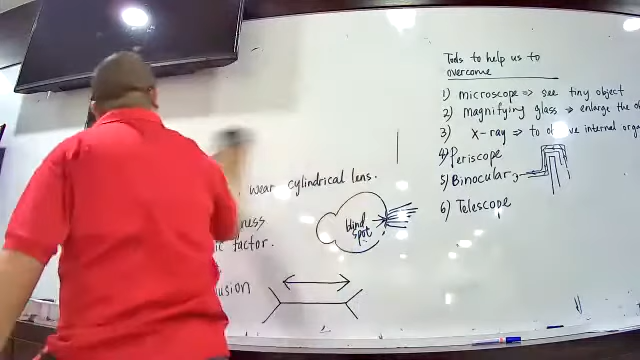 wear cylindrical lens.
factor.
blind
spot
Tools to help us to
overcome
1) microscope => see tiny object
2) magnifying glass → enlarge the
3) x-ray => to internal
4) Periscope
5) Binocular
6) Telescope